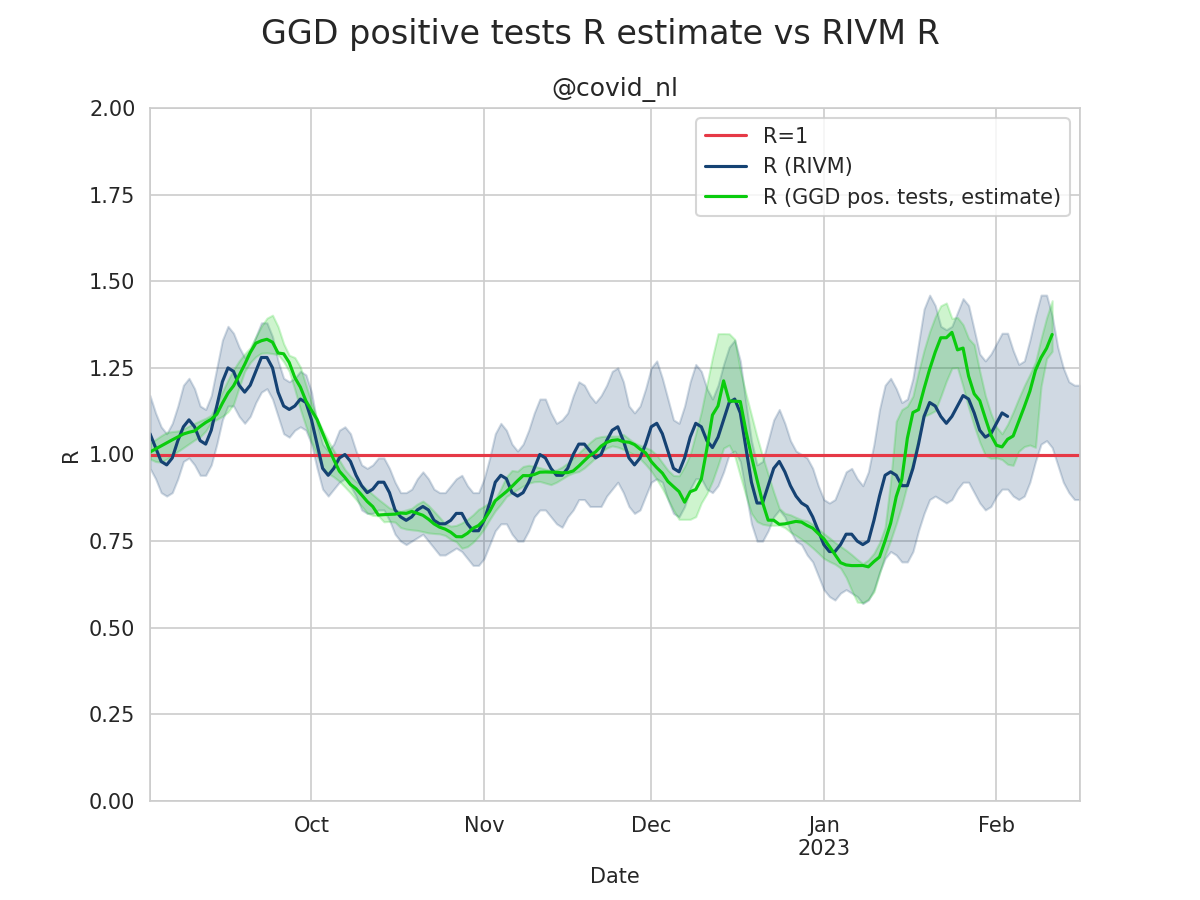 GGD positive tests R estimate vs RIVM R
@covid_nl
R=1
R (RIVM)
R (GGD pos. tests, estimate)
2.00
1.75
1.50
1.25
1.00
0.75
0.50
0.25
0.00
R
Oct
Nov
Dec
Jan
2023
Feb
Date